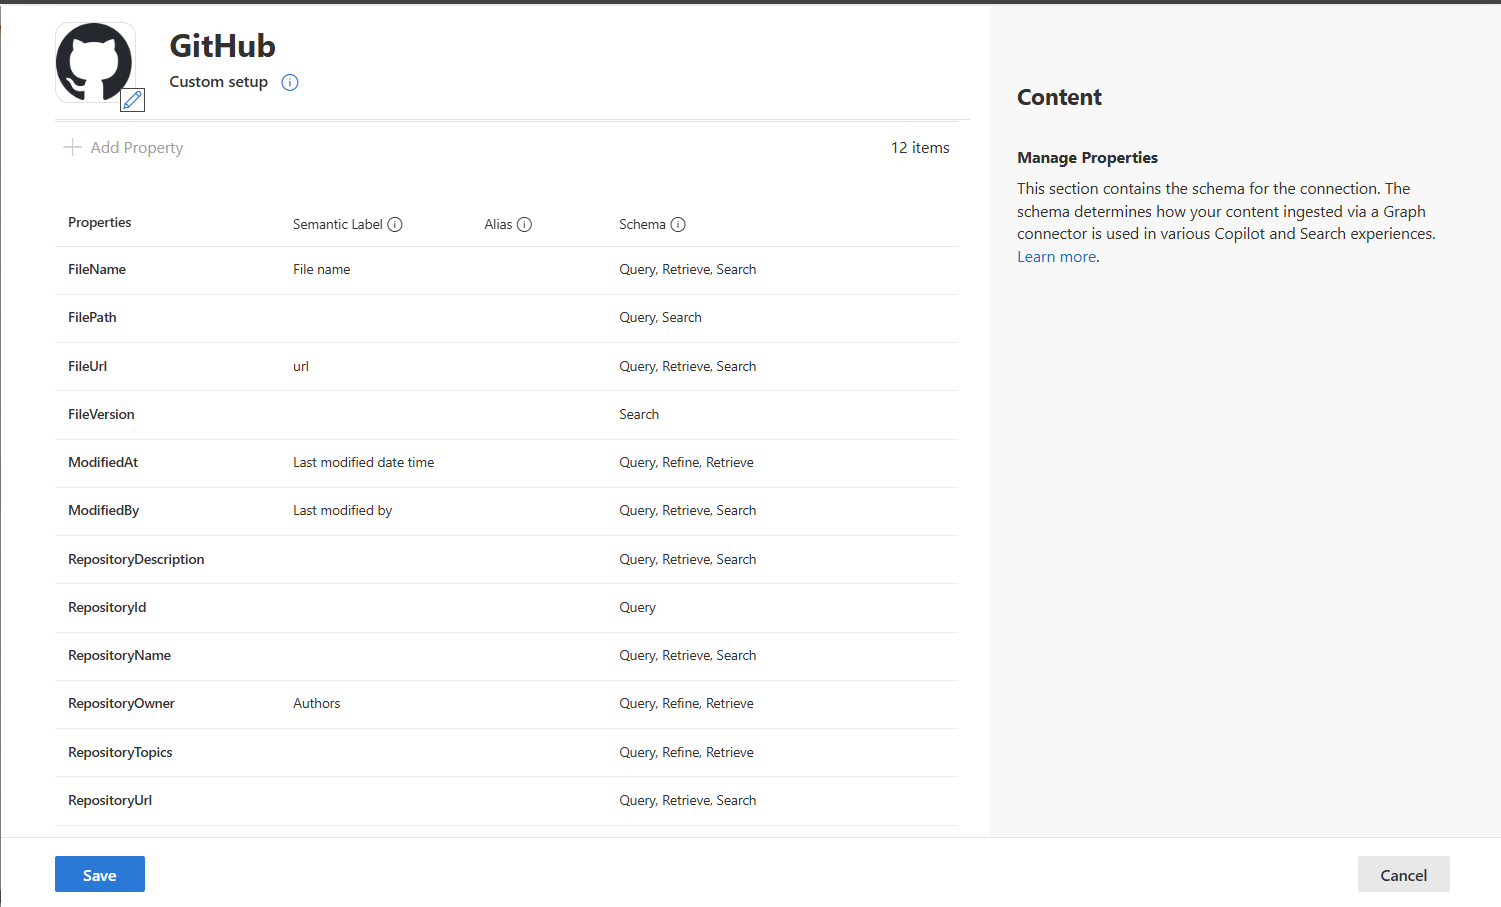 GitHub
Custom setup
Add Property
12 items
Properties Semantic Label Alias Schema
FileName File name Query, Retrieve, Search
FilePath Query, Search
FileUrl url Query, Retrieve, Search
FileVersion Search
ModifiedAt Last modified date time Query, Refine, Retrieve
ModifiedBy Last modified by Query, Retrieve, Search
RepositoryDescription Query, Retrieve, Search
RepositoryId Query
RepositoryName Query, Retrieve, Search
RepositoryOwner Authors Query, Refine, Retrieve
RepositoryTopics Query, Refine, Retrieve
RepositoryUrl Query, Retrieve, Search
Save
Cancel
Content
Manage Properties
This section contains the schema for the connection. The
schema determines how your content ingested via a Graph
connector is used in various Copilot and Search experiences.
Learn more.